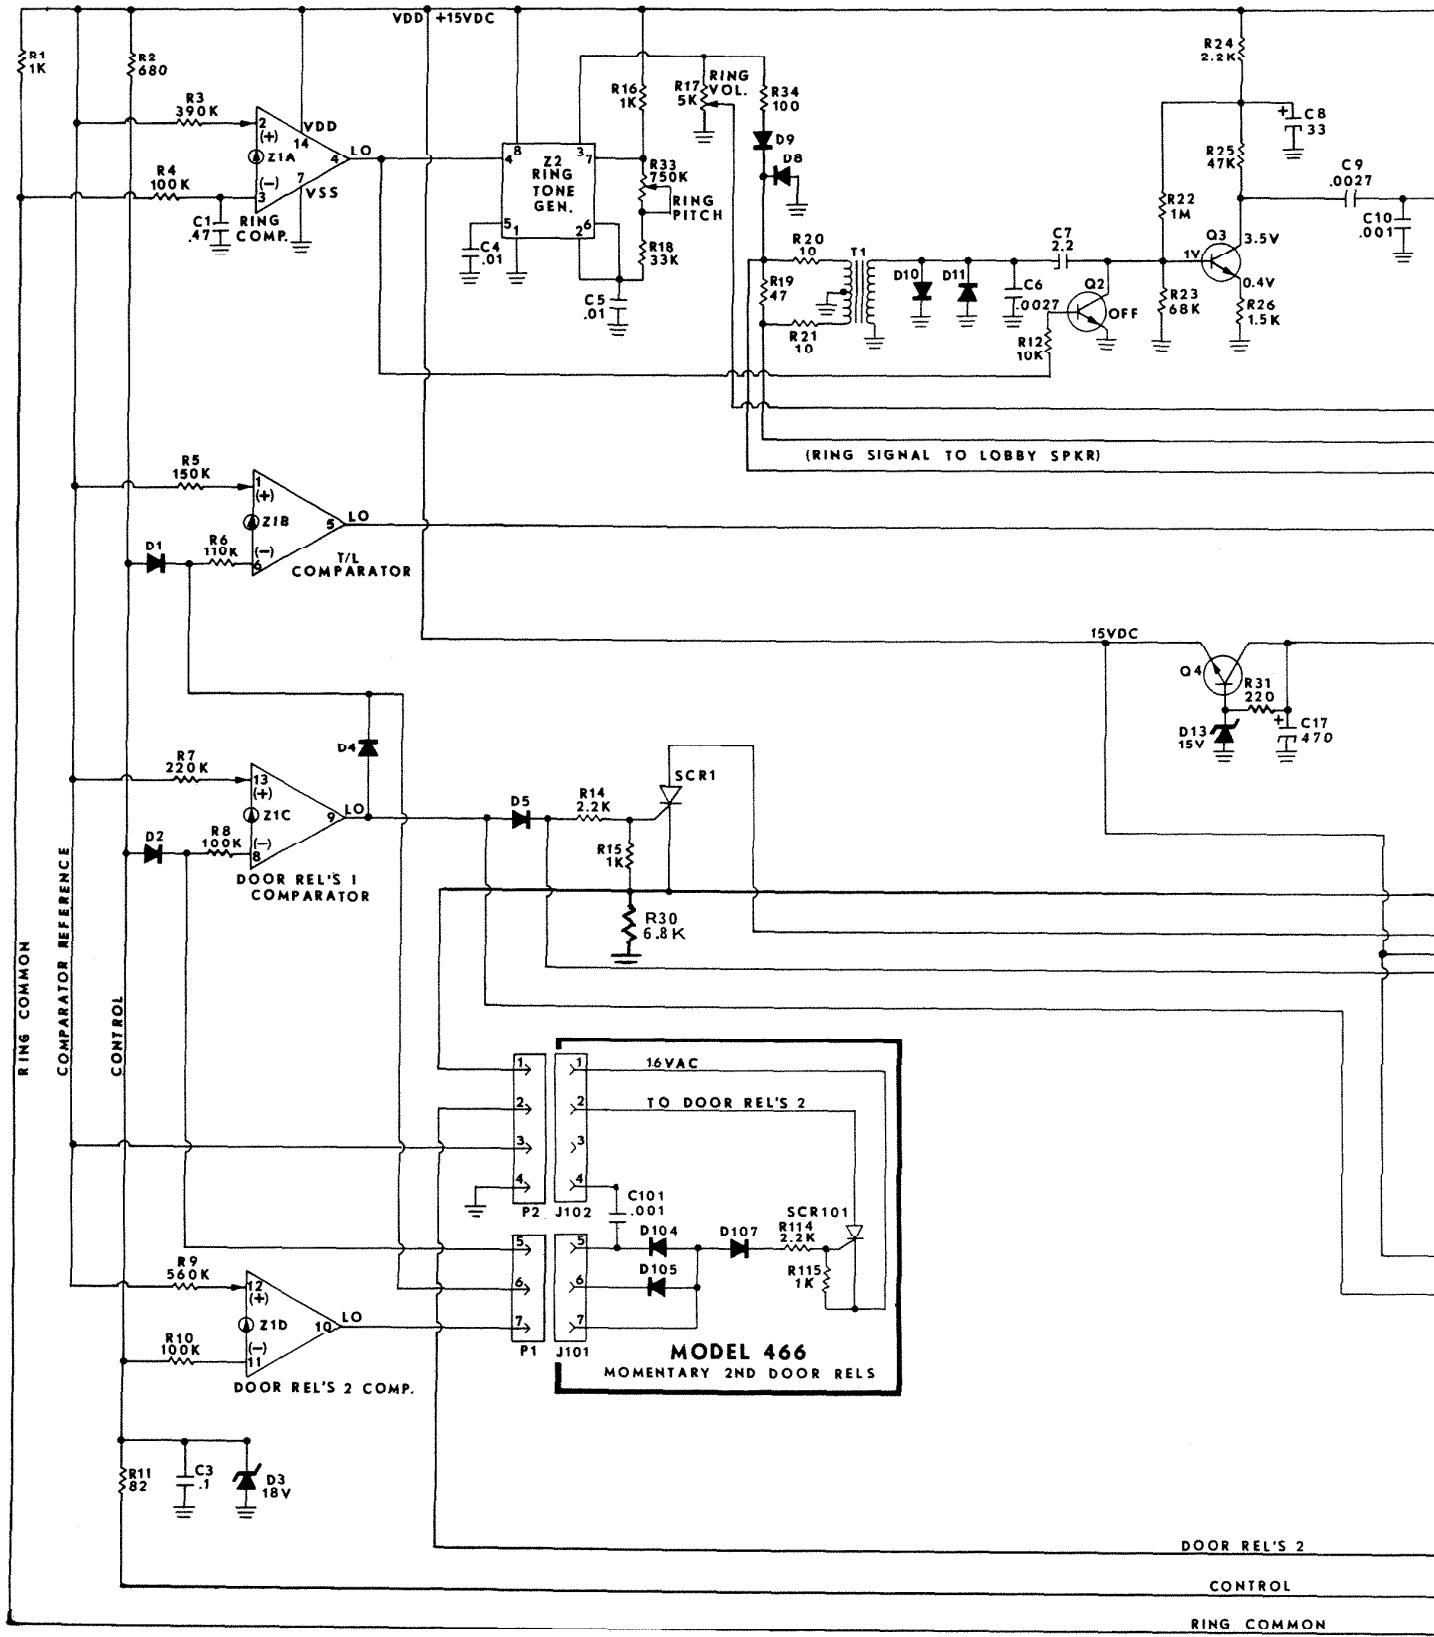 VDD +15VDC
R1
1K
R2
680
R3
390K
2
(+)
Z1A
VDD
14
4
LO
7
VSS
(−)
3
R4
100K
C1
.47
RING
COMP.
4
8
Z2
RING
TONE
GEN.
3
7
5
1
2
6
C4
.01
R16
1K
R33
750K
RING
PITCH
R18
33K
C5
.01
R17
5K
RING
VOL.
R34
100
D9
D8
R20
10
R19
47
R21
10
T1
D10
D11
C6
.0027
C7
2.2
Q2
OFF
R12
10K
R24
2.2K
C8
33
+
R25
47K
R22
1M
Q3
3.5V
1V
0.4V
R23
68K
R26
1.5K
C9
.0027
C10
.001
(RING SIGNAL TO LOBBY SPKR)
R5
150K
1
(+)
Z1B
5
LO
(−)
6
D1
R6
110K
T/L
COMPARATOR
15VDC
Q4
R31
220
D13
15V
+
C17
470
D4
R7
220K
13
(+)
Z1C
9
LO
(−)
8
D2
R8
100K
DOOR REL'S 1
COMPARATOR
D5
R14
2.2K
SCR1
R15
1K
R30
6.8K
RING COMMON
COMPARATOR REFERENCE
CONTROL
1
2
3
4
P2
1
2
3
4
J102
16VAC
TO DOOR REL'S 2
C101
.001
SCR101
D104
D107
R114
2.2K
D105
R115
1K
5
6
7
P1
5
6
7
J101
MODEL 466
MOMENTARY 2ND DOOR RELS
R9
560K
12
(+)
Z1D
10
LO
(−)
11
R10
100K
DOOR REL'S 2 COMP.
R11
82
C3
.1
D3
18V
DOOR REL'S 2
CONTROL
RING COMMON